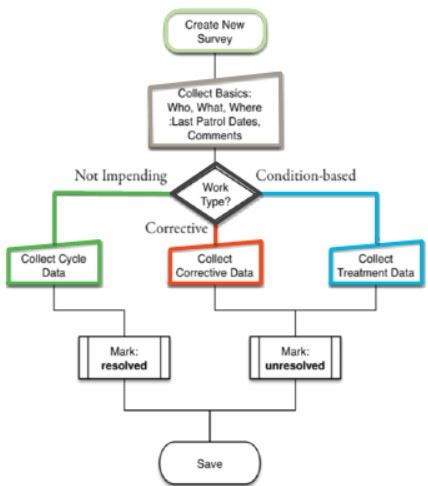 Create New
Survey
Collect Basics:
Who, What, Where
:Last Patrol Dates,
Comments
Not Impending
Work
Type?
Condition-based
Corrective
Collect Cycle
Data
Collect
Corrective Data
Collect
Treatment Data
Mark:
resolved
Mark:
unresolved
Save